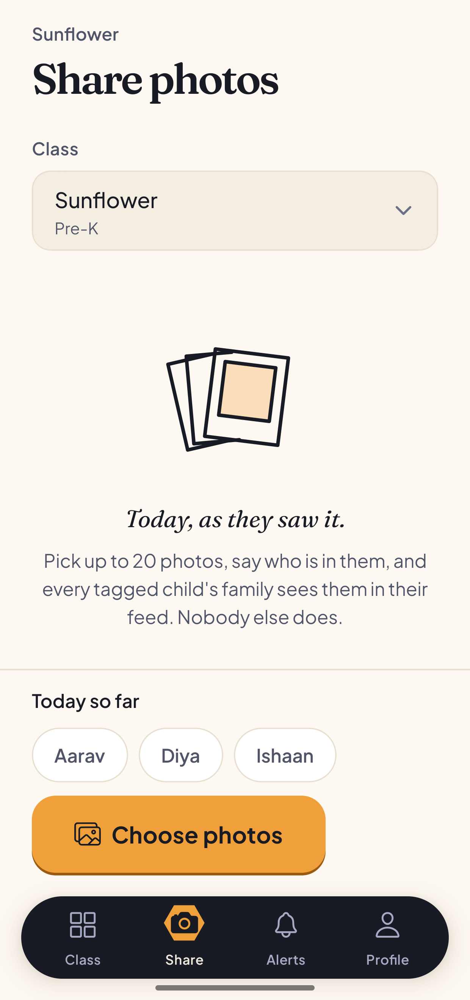 Sunflower
Share photos
Class
Sunflower
Pre-K
Today, as they saw it.
Pick up to 20 photos, say who is in them, and
every tagged child's family sees them in their
feed. Nobody else does.
Today so far
Aarav Diya Ishaan
Choose photos
Class Share Alerts Profile